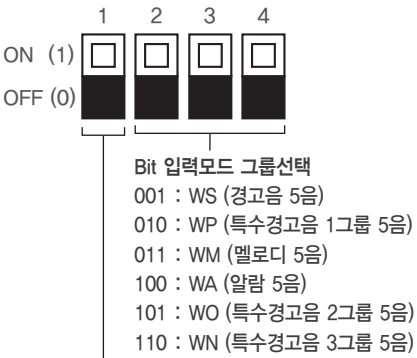 1 2 3 4
ON (1)
OFF (0)
Bit 입력모드 그룹선택
001 : WS (경고음 5음)
010 : WP (특수경고음 1그룹 5음)
011 : WM (멜로디 5음)
100 : WA (알람 5음)
101 : WO (특수경고음 2그룹 5음)
110 : WN (특수경고음 3그룹 5음)